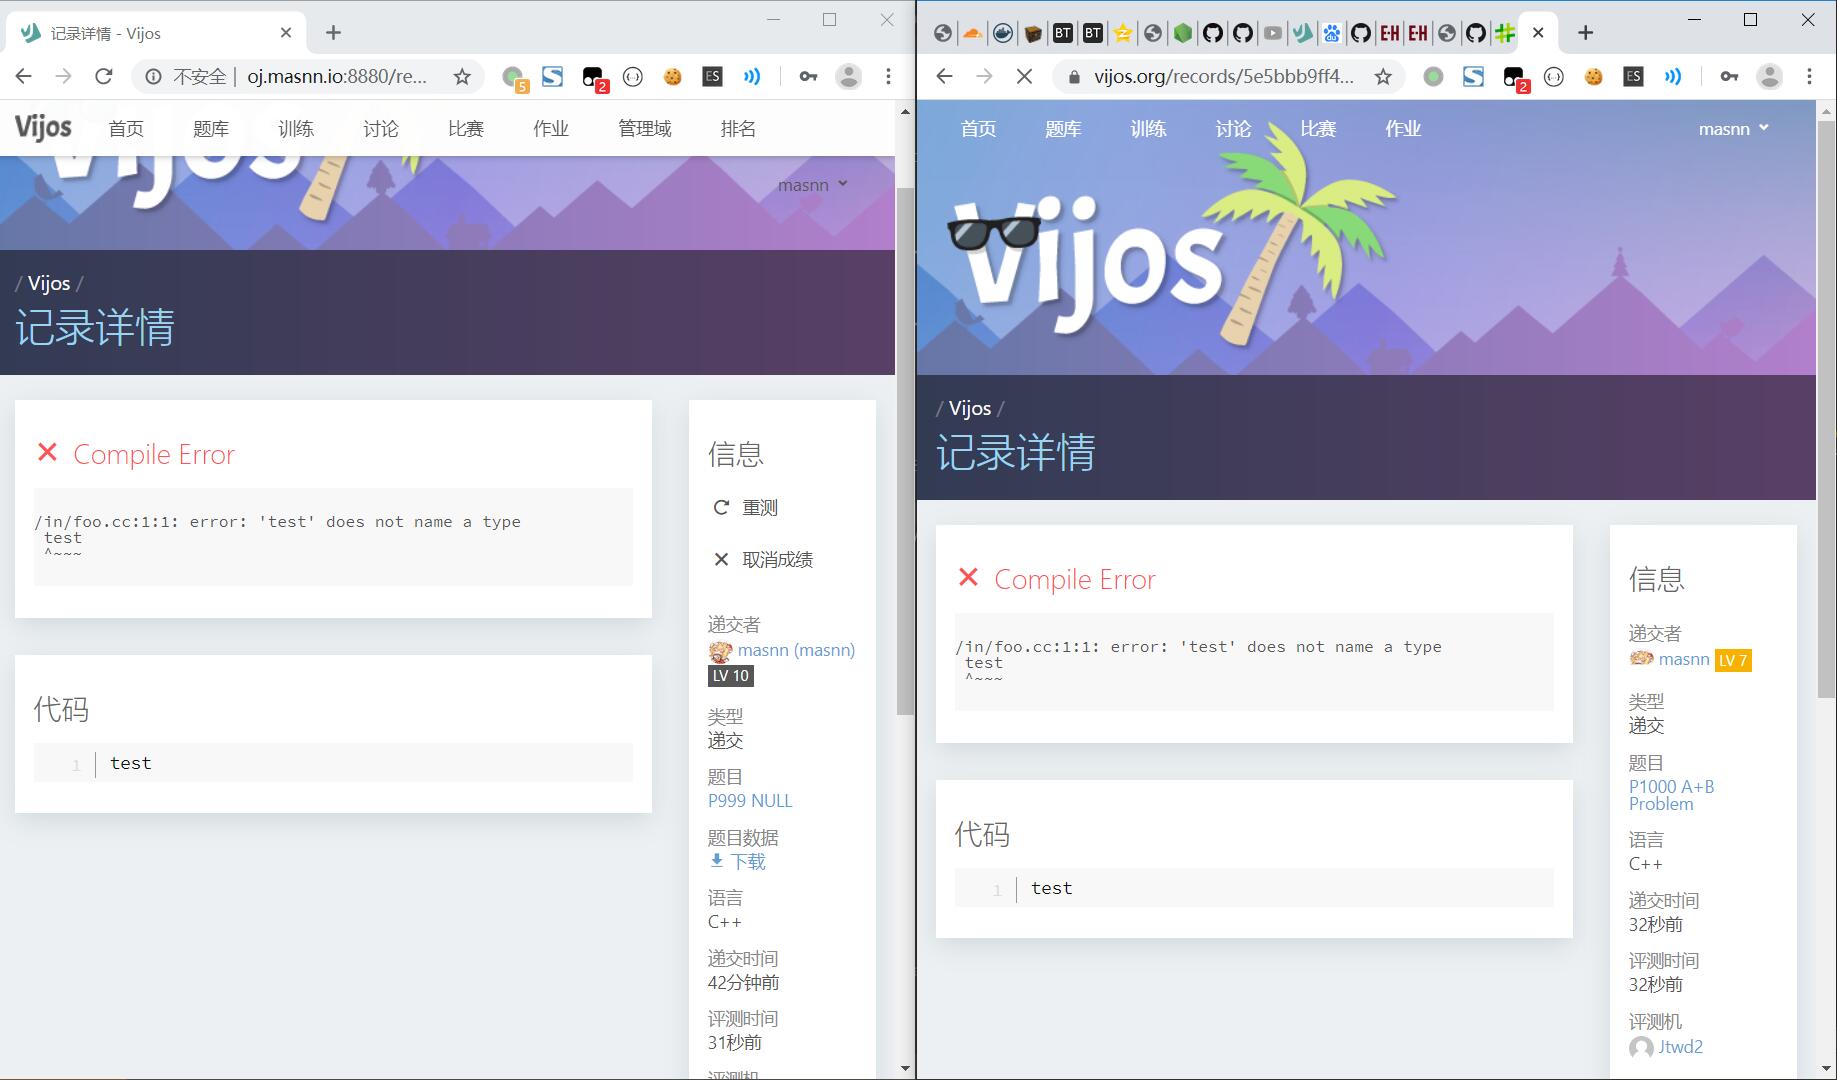 记录详情 - Vijos
不安全 | oj.masnn.io:8880/re...
5
2
ES
Vijos 首页 题库 训练 讨论 比赛 作业 管理域 排名
masnn
/ Vijos /
记录详情
Compile Error
/in/foo.cc:1:1: error: 'test' does not name a type
test
^~~~
代码
1 test
信息
重测
取消成绩
递交者
masnn (masnn)
LV 10
类型
递交
题目
P999 NULL
题目数据
下载
语言
C++
递交时间
42分钟前
评测时间
31秒前
评测机
BT BT E-H E-H
vijos.org/records/5e5bbb9ff4...
2
ES
首页 题库 训练 讨论 比赛 作业
masnn
Vijos
/ Vijos /
记录详情
Compile Error
/in/foo.cc:1:1: error: 'test' does not name a type
test
^~~~
代码
1 test
信息
递交者
masnn LV 7
类型
递交
题目
P1000 A+B
Problem
语言
C++
递交时间
32秒前
评测时间
32秒前
评测机
Jtwd2